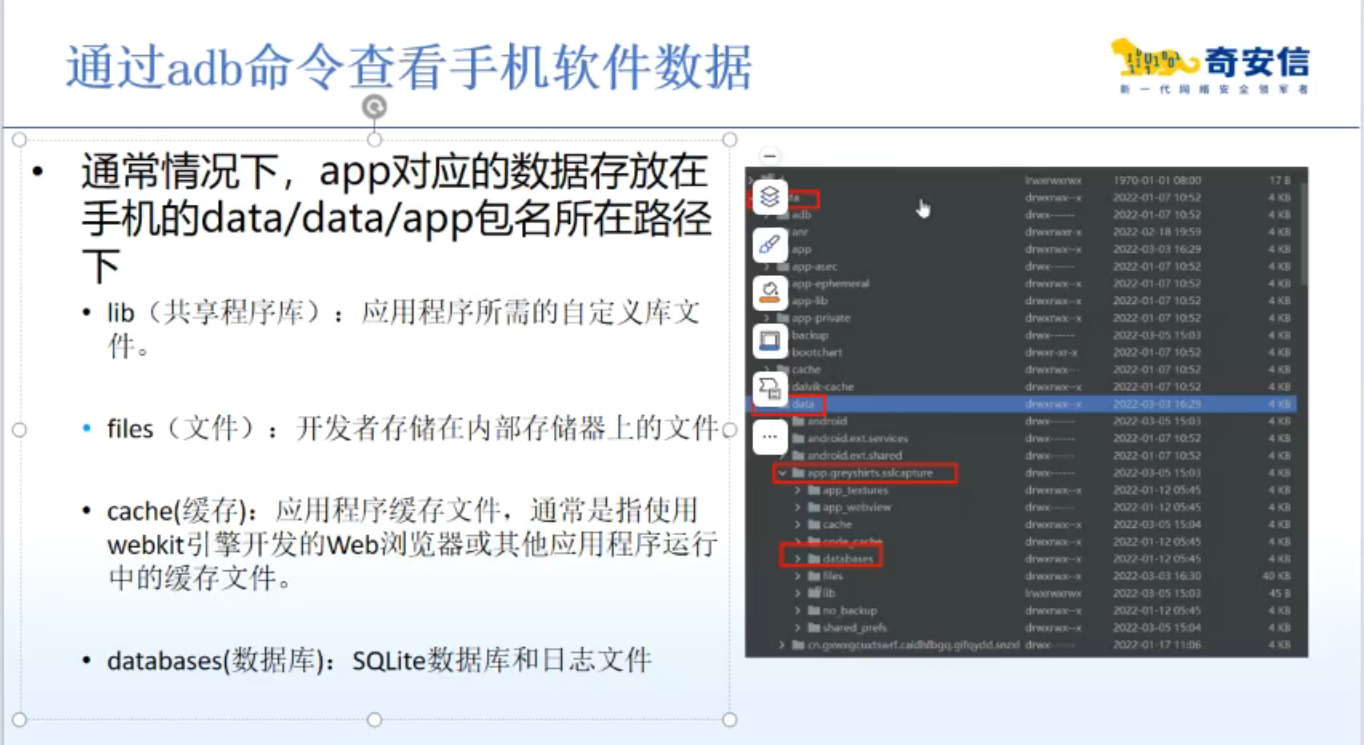 通过adb命令查看手机软件数据
奇安信
新一代网络安全领军者
• 通常情况下，app对应的数据存放在
手机的data/data/app包名所在路径
下
• lib（共享程序库）：应用程序所需的自定义库文
件。
• files（文件）：开发者存储在内部存储器上的文件。
• cache(缓存)：应用程序缓存文件，通常是指使用
webkit引擎开发的Web浏览器或其他应用程序运行
中的缓存文件。
• databases(数据库)：SQLite数据库和日志文件
lrwxrwxrwx 1970-01-01 08:00 17 B
ta drwxrwx--x 2022-01-07 10:52 4 KB
adb drwx------ 2022-01-07 10:52 4 KB
anr drwxrwxr-x 2022-02-18 19:59 4 KB
app drwxrwx--x 2022-03-03 16:29 4 KB
app-asec drwx------ 2022-01-07 10:52 4 KB
app-ephemeral drwxrwx--x 2022-01-07 10:52 4 KB
app-lib drwxrwx--x 2022-01-07 10:52 4 KB
app-private drwxrwx--x 2022-01-07 10:52 4 KB
backup drwx------ 2022-03-05 15:03 4 KB
bootchart drwxr-xr-x 2022-01-07 10:52 4 KB
cache drwxrwx--- 2022-01-07 10:52 4 KB
dalvik-cache drwxrwx--x 2022-01-07 10:52 4 KB
data drwxrwx--x 2022-03-03 16:29 4 KB
android drwx------ 2022-03-05 15:03 4 KB
android.ext.services drwx------ 2022-01-07 10:52 4 KB
android.ext.shared drwx------ 2022-01-07 10:52 4 KB
app.greyshirts.sslcapture drwx------ 2022-03-05 15:03 4 KB
app_textures drwxrwx--x 2022-01-12 05:45 4 KB
app_webview drwxrwx--x 2022-01-12 05:45 4 KB
cache drwxrwx--x 2022-03-05 15:04 4 KB
code_cache drwxrwx--x 2022-01-12 05:45 4 KB
databases drwxrwx--x 2022-01-12 05:45 4 KB
files drwxrwx--x 2022-03-03 16:30 40 KB
lib lrwxrwxrwx 2022-03-05 15:03 45 B
no_backup drwxrwx--x 2022-01-12 05:45 4 KB
shared_prefs drwxrwx--x 2022-03-05 15:04 4 KB
drwx------ 2022-01-17 11:06 4 KB